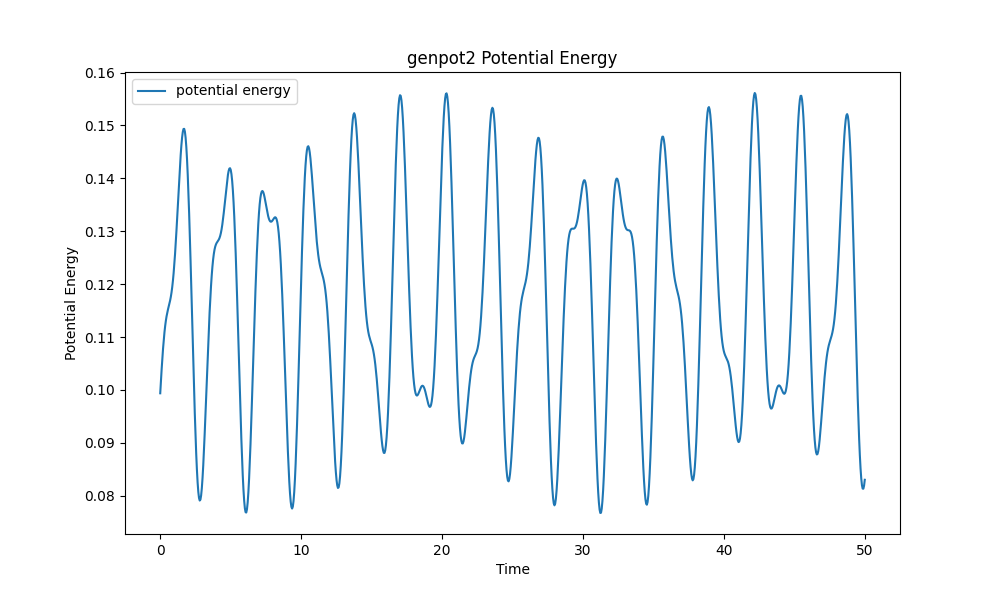 genpot2 Potential Energy
potential energy
0.16
0.15
0.14
0.13
0.12
0.11
0.10
0.09
0.08
Potential Energy
0 10 20 30 40 50
Time